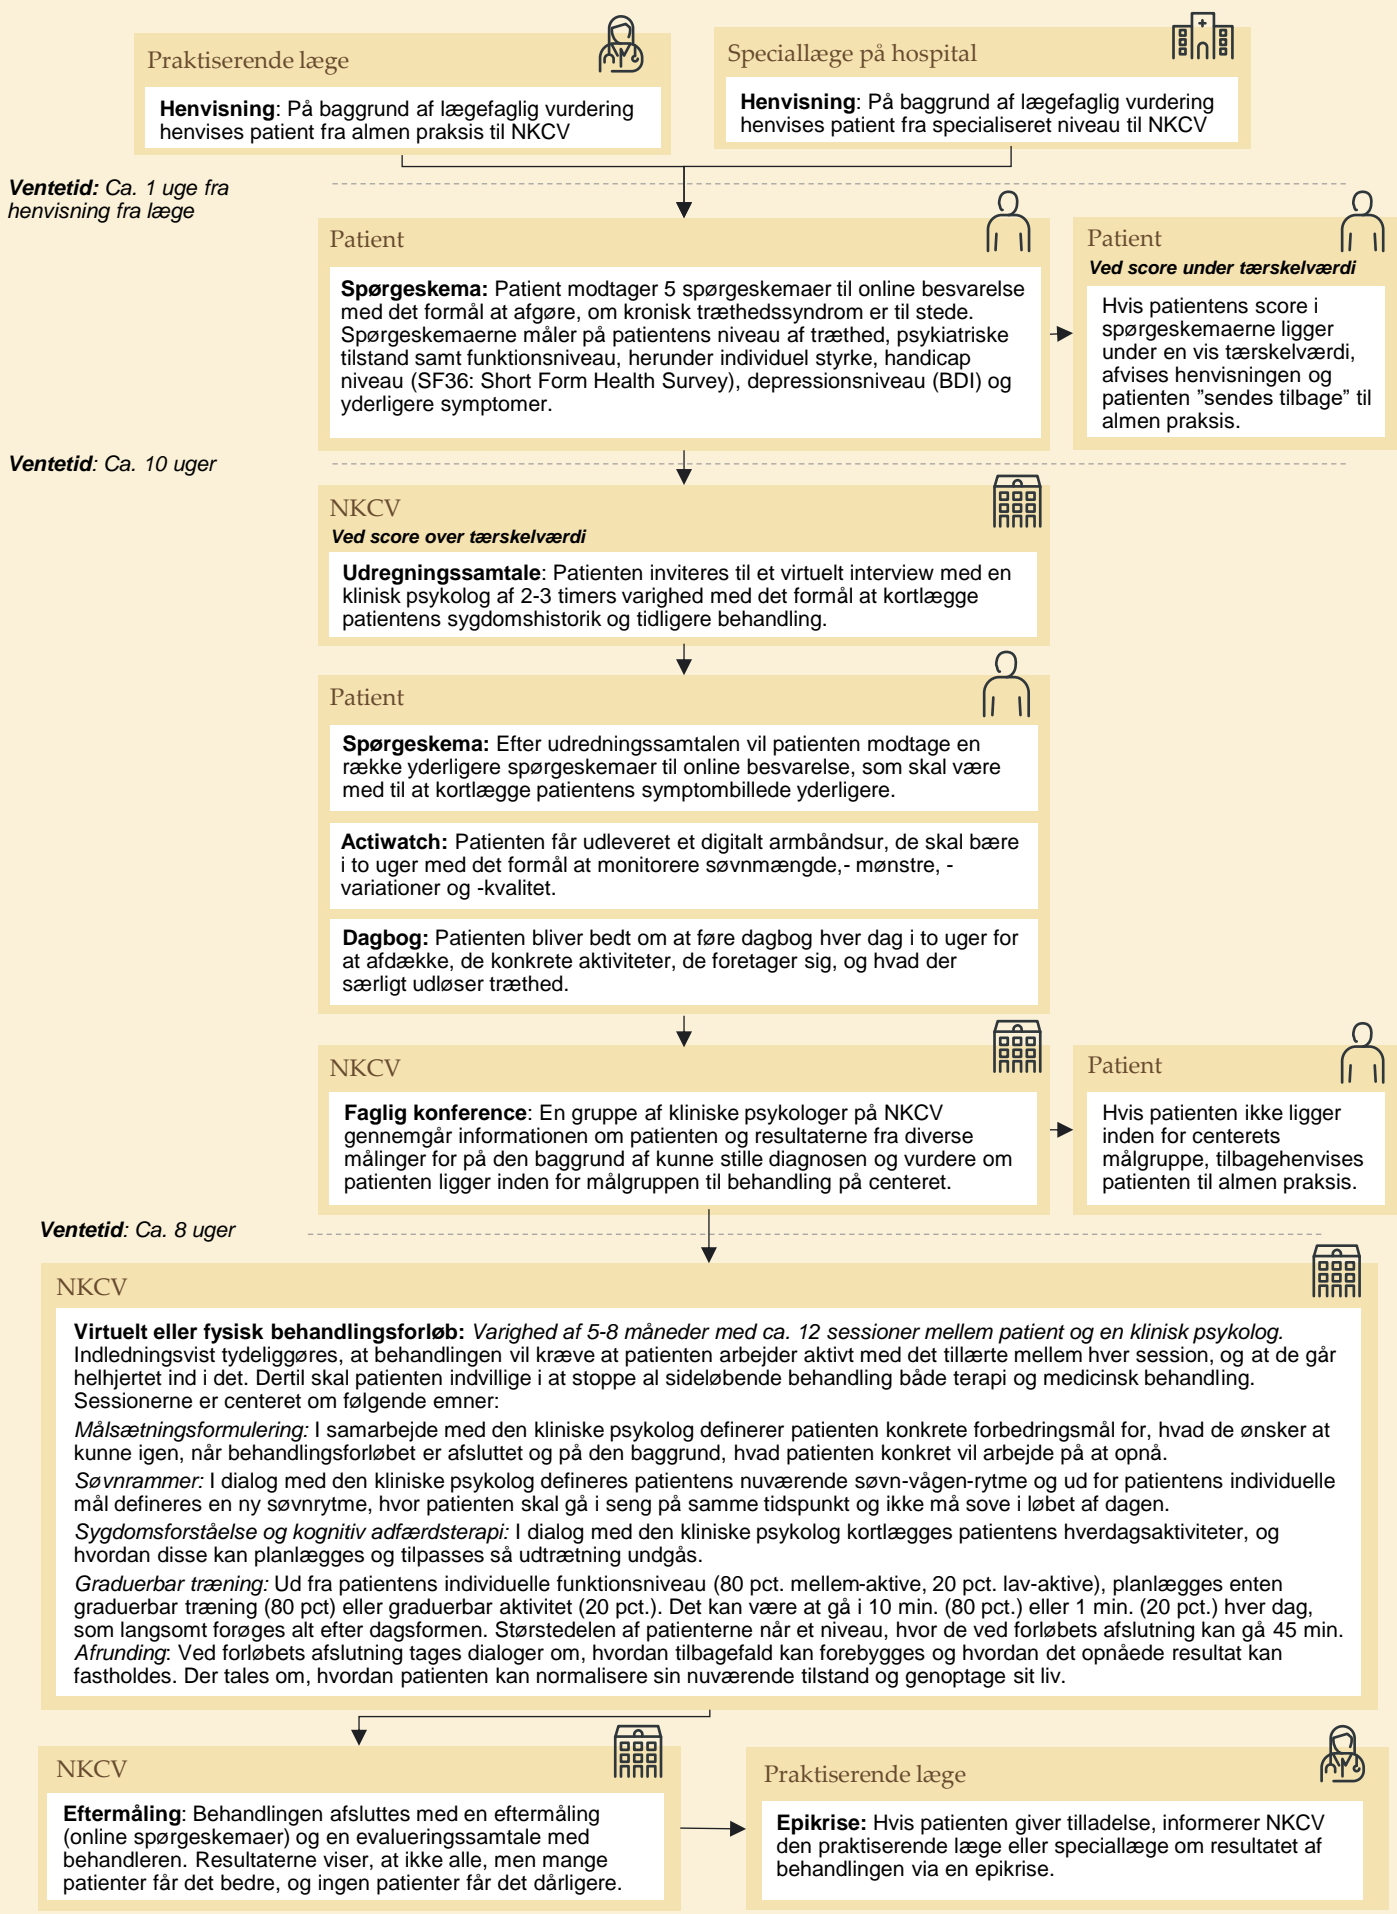 Praktiserende læge
Henvisning: På baggrund af lægefaglig vurdering
henvises patient fra almen praksis til NKCV
Speciallæge på hospital
Henvisning: På baggrund af lægefaglig vurdering
henvises patient fra specialiseret niveau til NKCV
Ventetid: Ca. 1 uge fra
henvisning fra læge
Patient
Spørgeskema: Patient modtager 5 spørgeskemaer til online besvarelse
med det formål at afgøre, om kronisk træthedssyndrom er til stede.
Spørgeskemaerne måler på patientens niveau af træthed, psykiatriske
tilstand samt funktionsniveau, herunder individuel styrke, handicap
niveau (SF36: Short Form Health Survey), depressionsniveau (BDI) og
yderligere symptomer.
Patient
Ved score under tærskelværdi
Hvis patientens score i
spørgeskemaerne ligger
under en vis tærskelværdi,
afvises henvisningen og
patienten ”sendes tilbage” til
almen praksis.
Ventetid: Ca. 10 uger
NKCV
Ved score over tærskelværdi
Udregningssamtale: Patienten inviteres til et virtuelt interview med en
klinisk psykolog af 2-3 timers varighed med det formål at kortlægge
patientens sygdomshistorik og tidligere behandling.
Patient
Spørgeskema: Efter udredningssamtalen vil patienten modtage en
række yderligere spørgeskemaer til online besvarelse, som skal være
med til at kortlægge patientens symptombillede yderligere.
Actiwatch: Patienten får udleveret et digitalt armbåndsur, de skal bære
i to uger med det formål at monitorere søvnmængde,- mønstre, -
variationer og -kvalitet.
Dagbog: Patienten bliver bedt om at føre dagbog hver dag i to uger for
at afdække, de konkrete aktiviteter, de foretager sig, og hvad der
særligt udløser træthed.
NKCV
Faglig konference: En gruppe af kliniske psykologer på NKCV
gennemgår informationen om patienten og resultaterne fra diverse
målinger for på den baggrund af kunne stille diagnosen og vurdere om
patienten ligger inden for målgruppen til behandling på centeret.
Patient
Hvis patienten ikke ligger
inden for centerets
målgruppe, tilbagehenvises
patienten til almen praksis.
Ventetid: Ca. 8 uger
NKCV
Virtuelt eller fysisk behandlingsforløb: Varighed af 5-8 måneder med ca. 12 sessioner mellem patient og en klinisk psykolog.
Indledningsvist tydeliggøres, at behandlingen vil kræve at patienten arbejder aktivt med det tillærte mellem hver session, og at de går
helhjertet ind i det. Dertil skal patienten indvillige i at stoppe al sideløbende behandling både terapi og medicinsk behandling.
Sessionerne er centeret om følgende emner:
Målsætningsformulering: I samarbejde med den kliniske psykolog definerer patienten konkrete forbedringsmål for, hvad de ønsker at
kunne igen, når behandlingsforløbet er afsluttet og på den baggrund, hvad patienten konkret vil arbejde på at opnå.
Søvnrammer: I dialog med den kliniske psykolog defineres patientens nuværende søvn-vågen-rytme og ud for patientens individuelle
mål defineres en ny søvnrytme, hvor patienten skal gå i seng på samme tidspunkt og ikke må sove i løbet af dagen.
Sygdomsforståelse og kognitiv adfærdsterapi: I dialog med den kliniske psykolog kortlægges patientens hverdagsaktiviteter, og
hvordan disse kan planlægges og tilpasses så udtrætning undgås.
Graduerbar træning: Ud fra patientens individuelle funktionsniveau (80 pct. mellem-aktive, 20 pct. lav-aktive), planlægges enten
graduerbar træning (80 pct) eller graduerbar aktivitet (20 pct.). Det kan være at gå i 10 min. (80 pct.) eller 1 min. (20 pct.) hver dag,
som langsomt forøges alt efter dagsformen. Størstedelen af patienterne når et niveau, hvor de ved forløbets afslutning kan gå 45 min.
Afrunding: Ved forløbets afslutning tages dialoger om, hvordan tilbagefald kan forebygges og hvordan det opnåede resultat kan
fastholdes. Der tales om, hvordan patienten kan normalisere sin nuværende tilstand og genoptage sit liv.
NKCV
Eftermåling: Behandlingen afsluttes med en eftermåling
(online spørgeskemaer) og en evalueringssamtale med
behandleren. Resultaterne viser, at ikke alle, men mange
patienter får det bedre, og ingen patienter får det dårligere.
Praktiserende læge
Epikrise: Hvis patienten giver tilladelse, informerer NKCV
den praktiserende læge eller speciallæge om resultatet af
behandlingen via en epikrise.